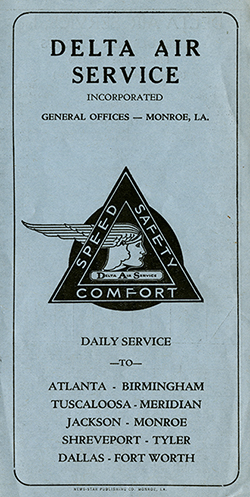 DELTA AIR
SERVICE
INCORPORATED
GENERAL OFFICES — MONROE, LA.
SPEED
SAFETY
DELTA AIR SERVICE
COMFORT
DAILY SERVICE
—TO—
ATLANTA - BIRMINGHAM
TUSCALOOSA - MERIDIAN
JACKSON - MONROE
SHREVEPORT - TYLER
DALLAS - FORT WORTH
NEWS-STAR PUBLISHING CO. MONROE, LA.